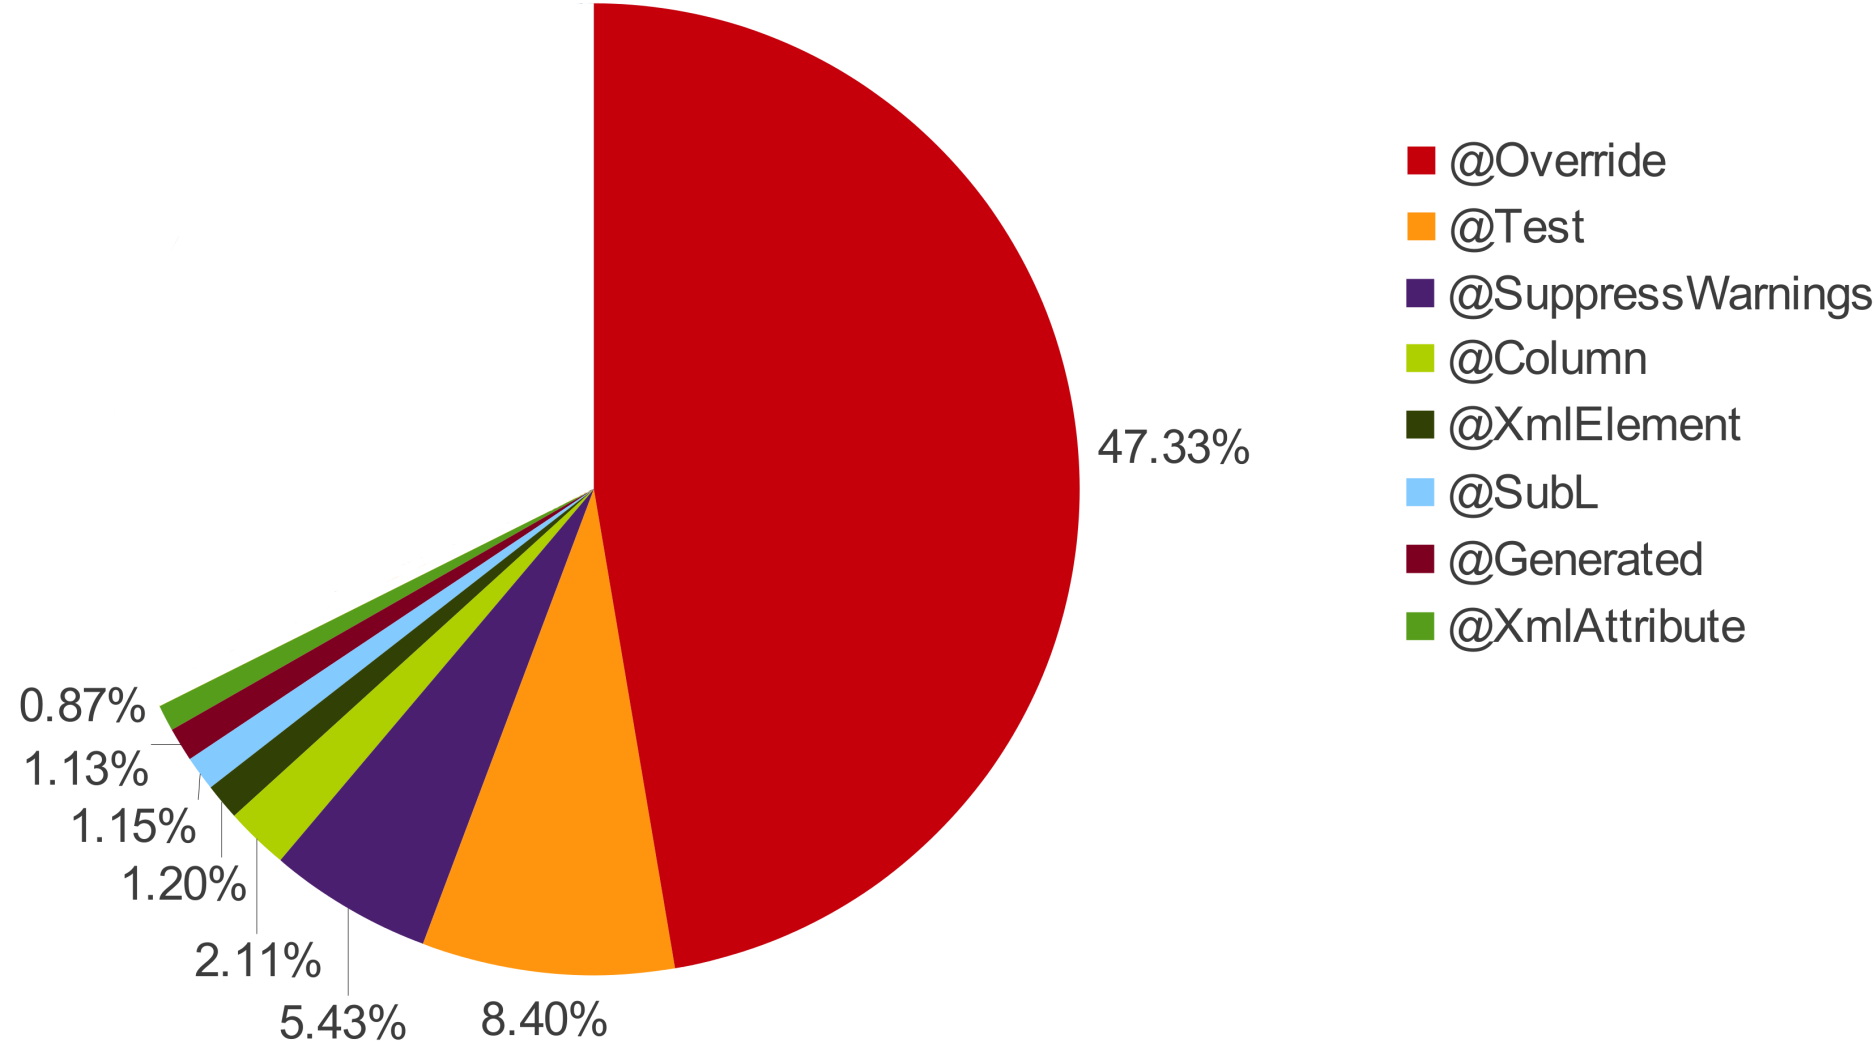 @Override
@Test
@SuppressWarnings
@Column
@XmlElement
@SubL
@Generated
@XmlAttribute
47.33%
0.87%
1.13%
1.15%
1.20%
2.11%
5.43%
8.40%